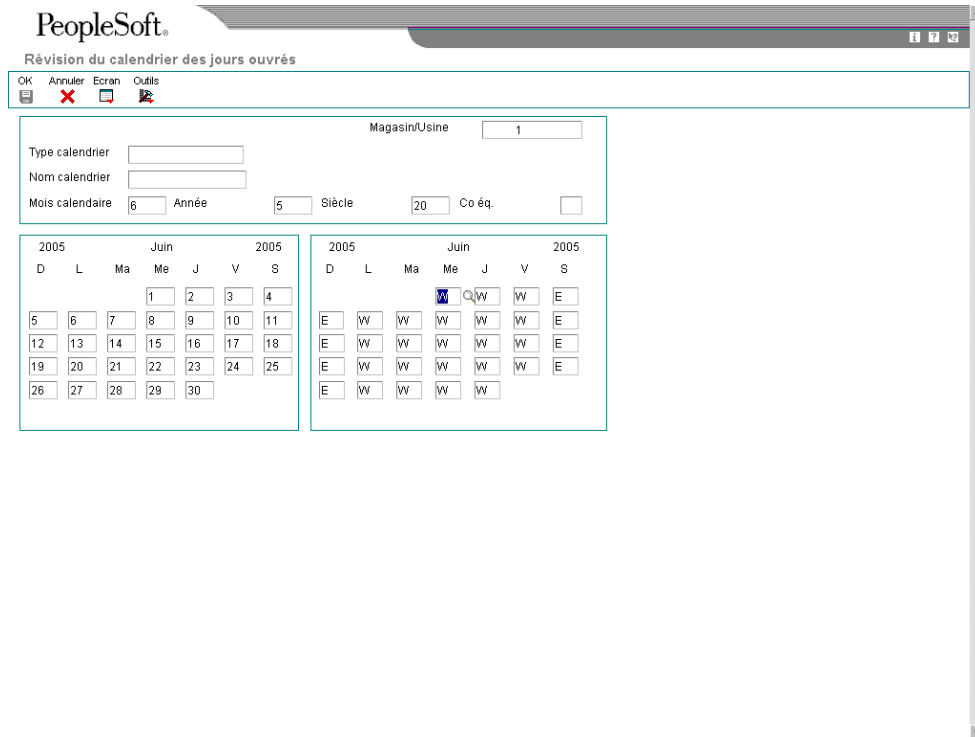 PeopleSoft®
Révision du calendrier des jours ouvrés
OK Annuler Ecran Outils
Magasin/Usine 1
Type calendrier
Nom calendrier
Mois calendaire 6 Année 5 Siècle 20 Co éq.
2005 Juin 2005
D L Ma Me J V S
1 2 3 4
5 6 7 8 9 10 11
12 13 14 15 16 17 18
19 20 21 22 23 24 25
26 27 28 29 30
2005 Juin 2005
D L Ma Me J V S
W W W E
E W W W W W E
E W W W W W E
E W W W W W E
E W W W W